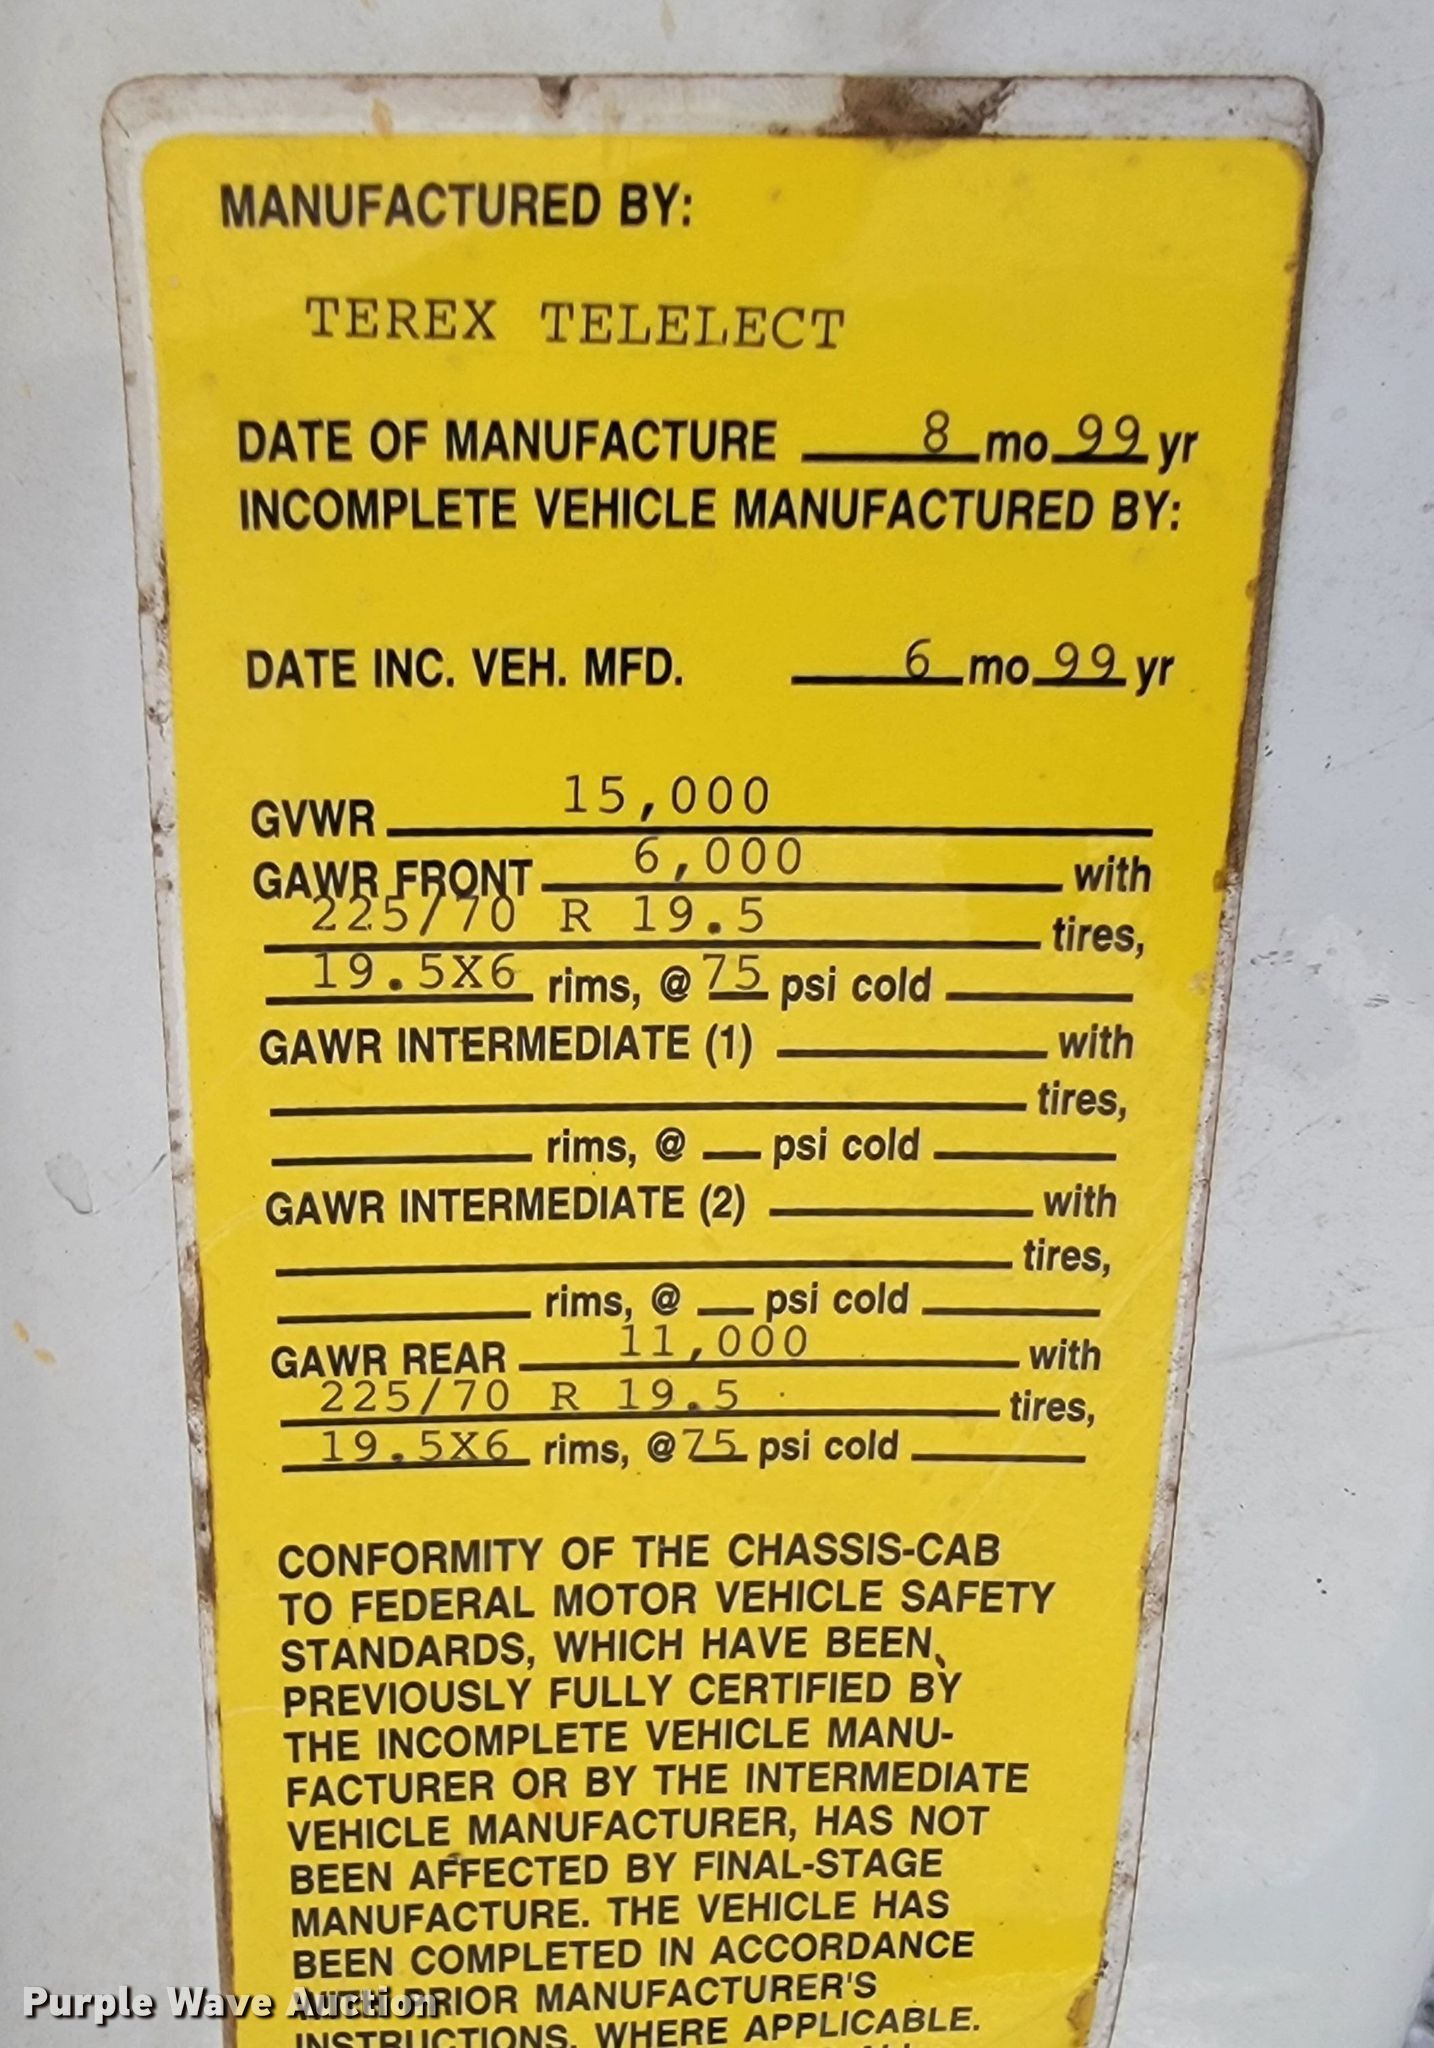 MANUFACTURED BY:
TEREX TELELECT
DATE OF MANUFACTURE 8 mo 99 yr
INCOMPLETE VEHICLE MANUFACTURED BY:
DATE INC. VEH. MFD. 6 mo 99 yr
GVWR 15,000
GAWR FRONT 6,000 with
225/70 R 19.5 tires,
19.5X6 rims, @ 75 psi cold
GAWR INTERMEDIATE (1) with
tires,
rims, @ psi cold
GAWR INTERMEDIATE (2) with
tires,
rims, @ psi cold
GAWR REAR 11,000 with
225/70 R 19.5 tires,
19.5X6 rims, @ 75 psi cold
CONFORMITY OF THE CHASSIS-CAB
TO FEDERAL MOTOR VEHICLE SAFETY
STANDARDS, WHICH HAVE BEEN
PREVIOUSLY FULLY CERTIFIED BY
THE INCOMPLETE VEHICLE MANU-
FACTURER OR BY THE INTERMEDIATE
VEHICLE MANUFACTURER, HAS NOT
BEEN AFFECTED BY FINAL-STAGE
MANUFACTURE. THE VEHICLE HAS
BEEN COMPLETED IN ACCORDANCE
WITH PRIOR MANUFACTURER'S
INSTRUCTIONS, WHERE APPLICABLE.
Purple Wave Auction